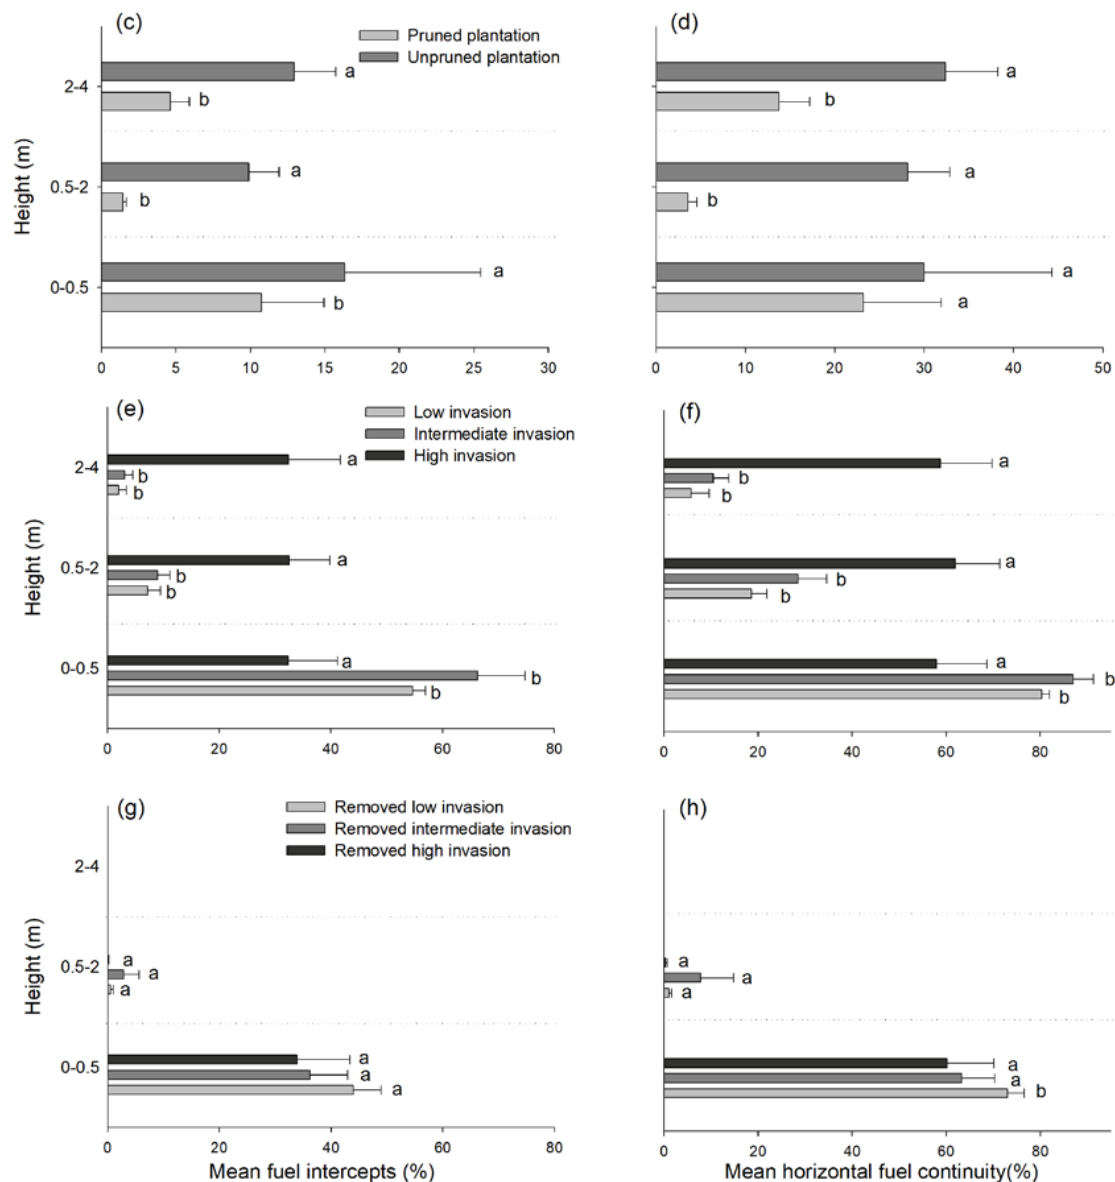 (c)
Pruned plantation
Unpruned plantation
Height (m)
2-4
a
b
0.5-2
a
b
0-0.5
a
b
0 5 10 15 20 25 30
(d)
a
b
a
b
a
a
0 10 20 30 40 50
(e)
Low invasion
Intermediate invasion
High invasion
Height (m)
2-4
a
b
b
0.5-2
a
b
b
0-0.5
a
b
b
0 20 40 60 80
(f)
a
b
b
a
b
b
a
b
b
0 20 40 60 80
(g)
Removed low invasion
Removed intermediate invasion
Removed high invasion
Height (m)
2-4
0.5-2
a
a
a
0-0.5
a
a
a
0 20 40 60 80
Mean fuel intercepts (%)
(h)
a
a
a
a
a
b
0 20 40 60 80
Mean horizontal fuel continuity(%)